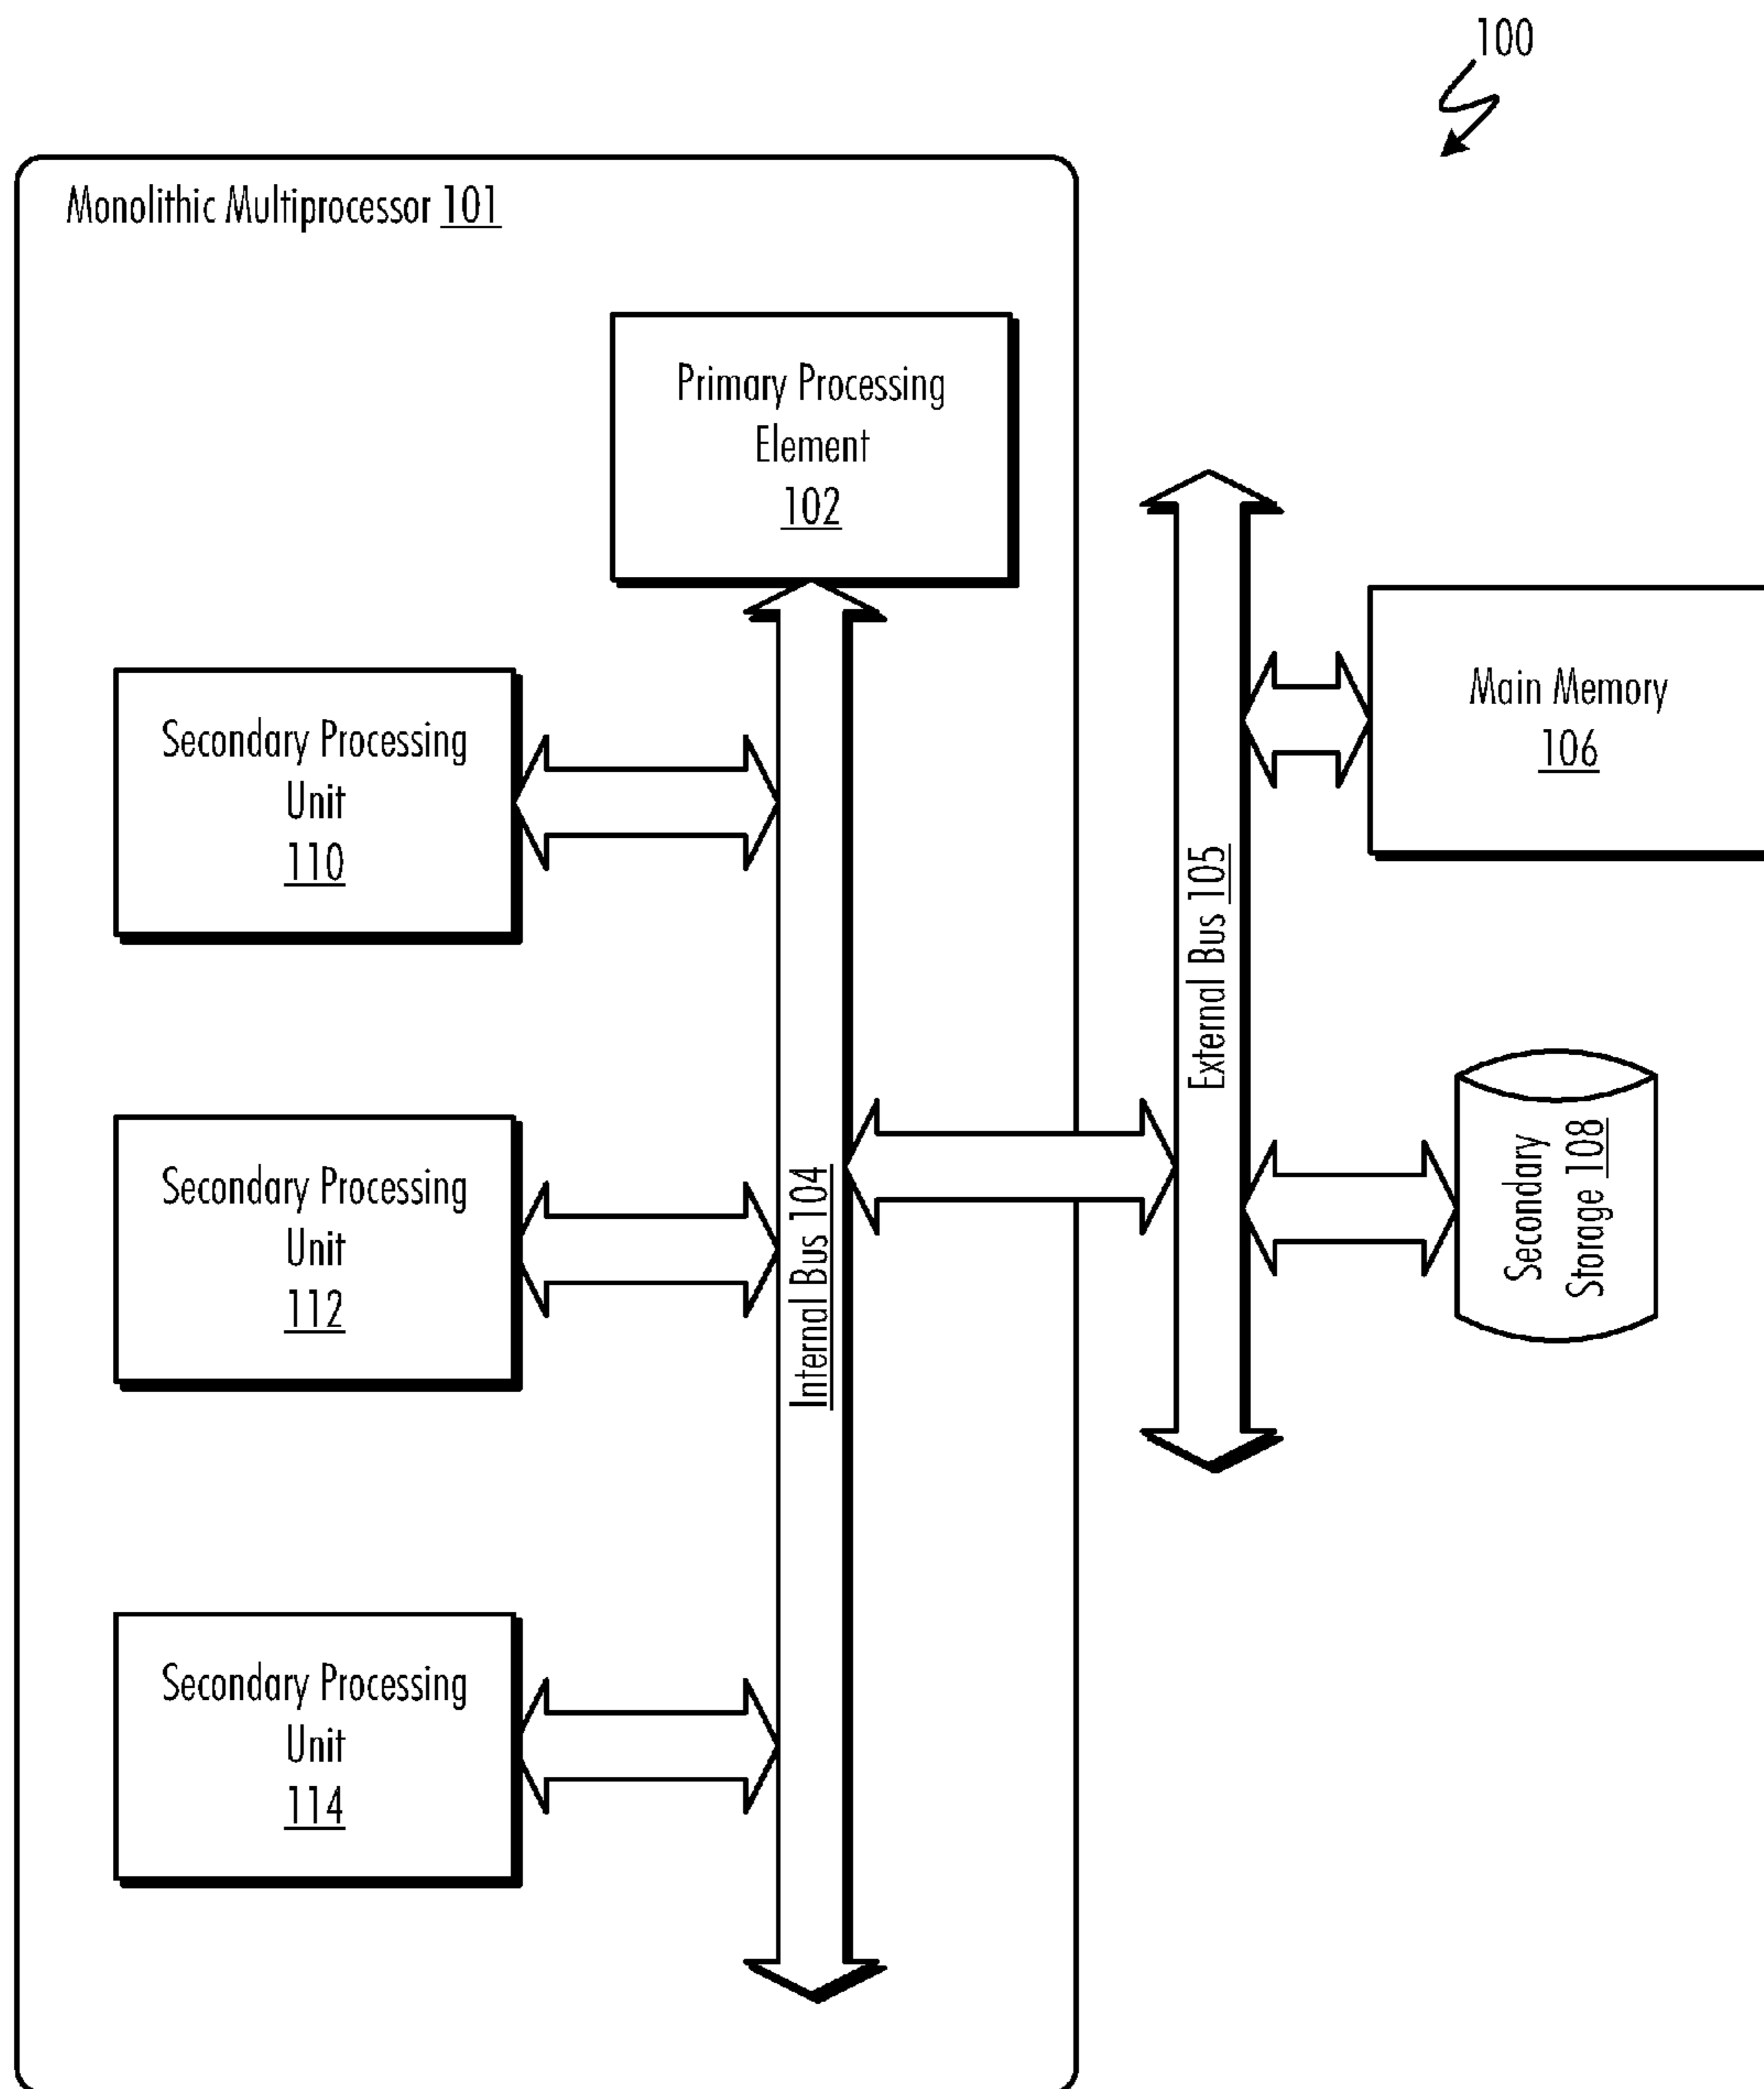 100
Monolithic Multiprocessor 101
Primary Processing
Element
102
Secondary Processing
Unit
110
Main Memory
106
External Bus 105
Secondary Processing
Unit
112
Internal Bus 104
Secondary
Storage 108
Secondary Processing
Unit
114